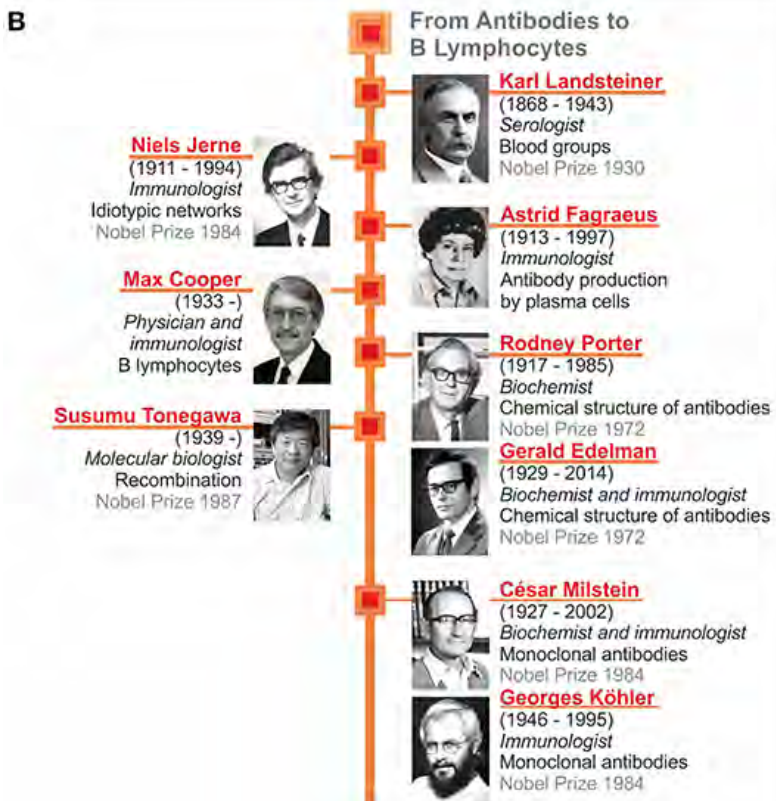 B
From Antibodies to
B Lymphocytes
Karl Landsteiner
(1868 - 1943)
Serologist
Blood groups
Nobel Prize 1930
Niels Jerne
(1911 - 1994)
Immunologist
Idiotypic networks
Nobel Prize 1984
Astrid Fagraeus
(1913 - 1997)
Immunologist
Antibody production
by plasma cells
Max Cooper
(1933 -)
Physician and
immunologist
B lymphocytes
Rodney Porter
(1917 - 1985)
Biochemist
Chemical structure of antibodies
Nobel Prize 1972
Susumu Tonegawa
(1939 -)
Molecular biologist
Recombination
Nobel Prize 1987
Gerald Edelman
(1929 - 2014)
Biochemist and immunologist
Chemical structure of antibodies
Nobel Prize 1972
César Milstein
(1927 - 2002)
Biochemist and immunologist
Monoclonal antibodies
Nobel Prize 1984
Georges Köhler
(1946 - 1995)
Immunologist
Monoclonal antibodies
Nobel Prize 1984